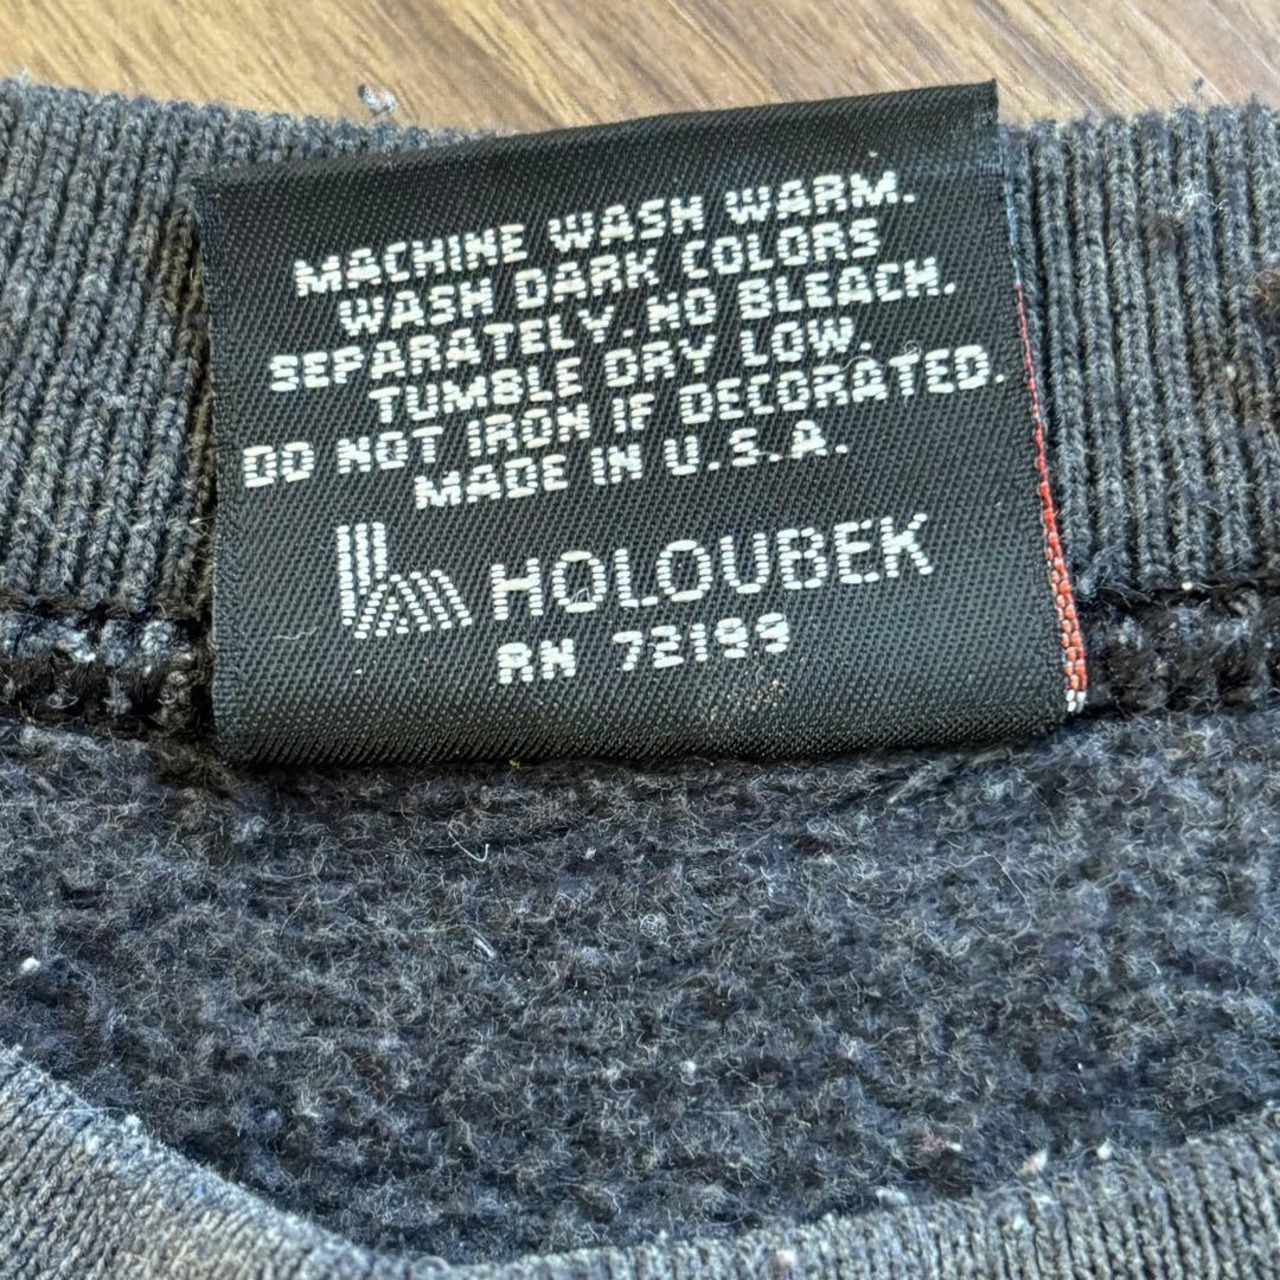 MACHINE WASH WARM.
WASH DARK COLORS
SEPARATELY. NO BLEACH.
TUMBLE DRY LOW.
DO NOT IRON IF DECORATED.
MADE IN U.S.A.
HOLOUBEK
RN 72199